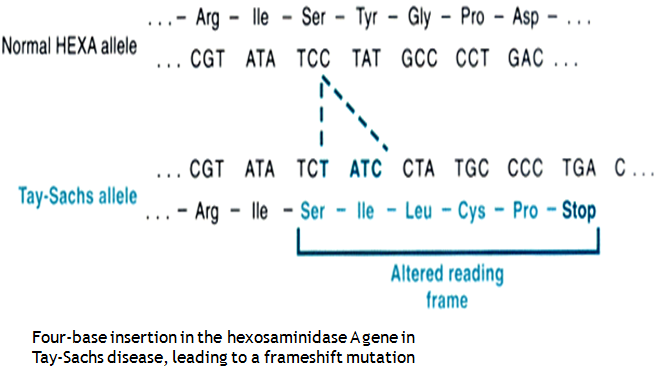 ...– Arg – Ile – Ser – Tyr – Gly – Pro – Asp – ...
Normal HEXA allele
... CGT ATA TCC TAT GCC CCT GAC ...
... CGT ATA TCT ATC CTA TGC CCC TGA C...
Tay-Sachs allele
...– Arg – Ile – Ser – Ile – Leu – Cys – Pro – Stop
Altered reading
frame
Four-base insertion in the hexosaminidase A gene in
Tay-Sachs disease, leading to a frameshift mutation